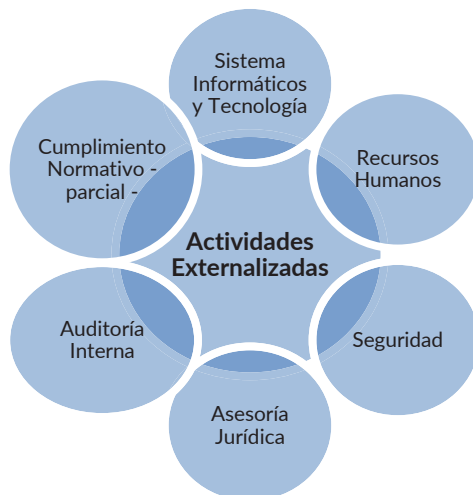 Sistema
Informáticos
y Tecnología
Recursos
Humanos
Seguridad
Asesoría
Jurídica
Auditoría
Interna
Cumplimiento
Normativo -
parcial -
Actividades
Externalizadas